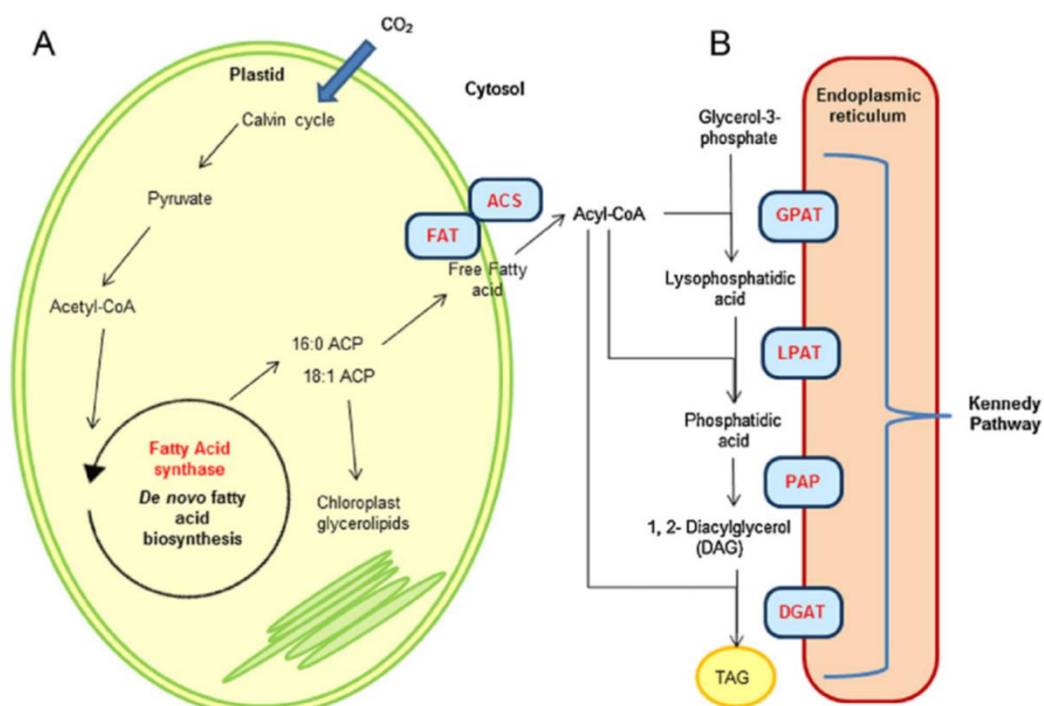 A
CO₂
Plastid
Cytosol
Calvin cycle
Pyruvate
Acetyl-CoA
Fatty Acid
synthase
De novo fatty
acid
biosynthesis
16:0 ACP
18:1 ACP
Chloroplast
glycerolipids
FAT
ACS
Free Fatty
acid
Acyl-CoA
B
Endoplasmic
reticulum
Glycerol-3-
phosphate
GPAT
Lysophosphatidic
acid
LPAT
Phosphatidic
acid
PAP
1, 2- Diacylglycerol
(DAG)
DGAT
TAG
Kennedy
Pathway